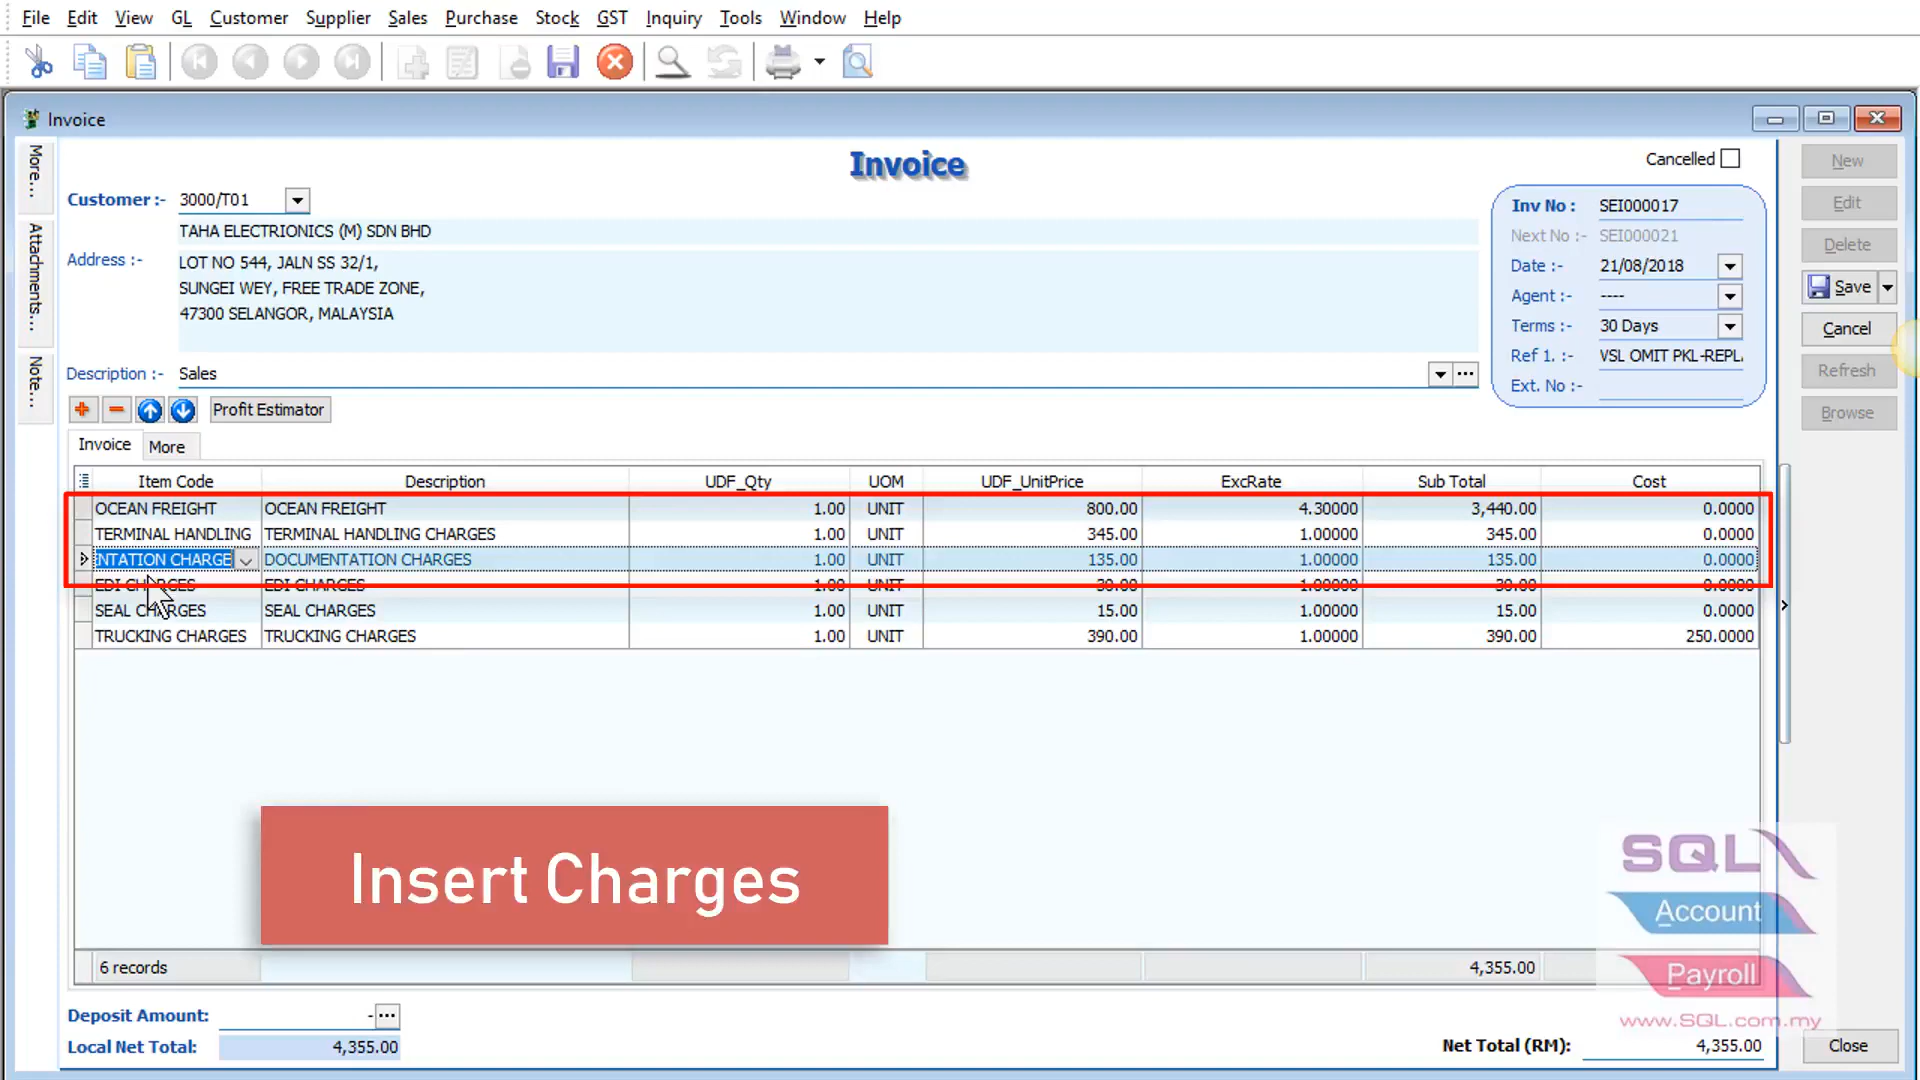 File Edit View GL Customer Supplier Sales Purchase Stock GST Inquiry Tools Window Help
Invoice
More...
Attachments...
Note...
Invoice
Cancelled
Customer :- 3000/T01
TAHA ELECTRIONICS (M) SDN BHD
Address :- LOT NO 544, JALN SS 32/1,
SUNGEI WEY, FREE TRADE ZONE,
47300 SELANGOR, MALAYSIA
Description :- Sales
Inv No : SEI000017
Next No :- SEI000021
Date :- 21/08/2018
Agent :- ----
Terms :- 30 Days
Ref 1. :- VSL OMIT PKL-REPL
Ext. No :-
New
Edit
Delete
Save
Cancel
Refresh
Browse
Profit Estimator
Invoice More
Item Code Description UDF_Qty UOM UDF_UnitPrice ExcRate Sub Total Cost
OCEAN FREIGHT OCEAN FREIGHT 1.00 UNIT 800.00 4.30000 3,440.00 0.0000
TERMINAL HANDLING TERMINAL HANDLING CHARGES 1.00 UNIT 345.00 1.00000 345.00 0.0000
NTATION CHARGE DOCUMENTATION CHARGES 1.00 UNIT 135.00 1.00000 135.00 0.0000
EDI CHARGES EDI CHARGES 1.00 UNIT 30.00 1.00000 30.00 0.0000
SEAL CHARGES SEAL CHARGES 1.00 UNIT 15.00 1.00000 15.00 0.0000
TRUCKING CHARGES TRUCKING CHARGES 1.00 UNIT 390.00 1.00000 390.00 250.0000
Insert Charges
SQL
Account
Payroll
www.SQL.com.my
6 records 4,355.00
Deposit Amount: - ...
Local Net Total: 4,355.00
Net Total (RM): 4,355.00
Close